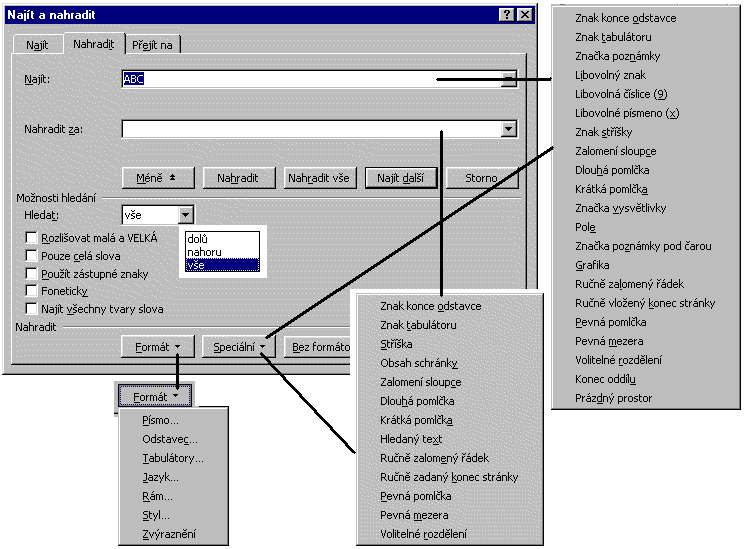 Najít a nahradit
Najít
Nahradit
Přejít na
Najít:
ABC
Nahradit za:
Méně
Nahradit
Nahradit vše
Najít další
Storno
Možnosti hledání
Hledat:
vše
dolů
nahoru
vše
Rozlišovat malá a VELKÁ
Pouze celá slova
Použít zástupné znaky
Foneticky
Najít všechny tvary slova
Nahradit
Formát
Speciální
Bez formáto
Formát
Písmo...
Odstavec...
Tabulátory...
Jazyk...
Rám...
Styl...
Zvýraznění
Znak konce odstavce
Znak tabulátoru
Stříška
Obsah schránky
Zalomení sloupce
Dlouhá pomlčka
Krátká pomlčka
Hledaný text
Ručně zalomený řádek
Ručně zadaný konec stránky
Pevná pomlčka
Pevná mezera
Volitelné rozdělení
Znak konce odstavce
Znak tabulátoru
Značka poznámky
Libovolný znak
Libovolná číslice (9)
Libovolné písmeno (x)
Znak stříšky
Zalomení sloupce
Dlouhá pomlčka
Krátká pomlčka
Značka vysvětlivky
Pole
Značka poznámky pod čarou
Grafika
Ručně zalomený řádek
Ručně vložený konec stránky
Pevná pomlčka
Pevná mezera
Volitelné rozdělení
Konec oddílu
Prázdný prostor